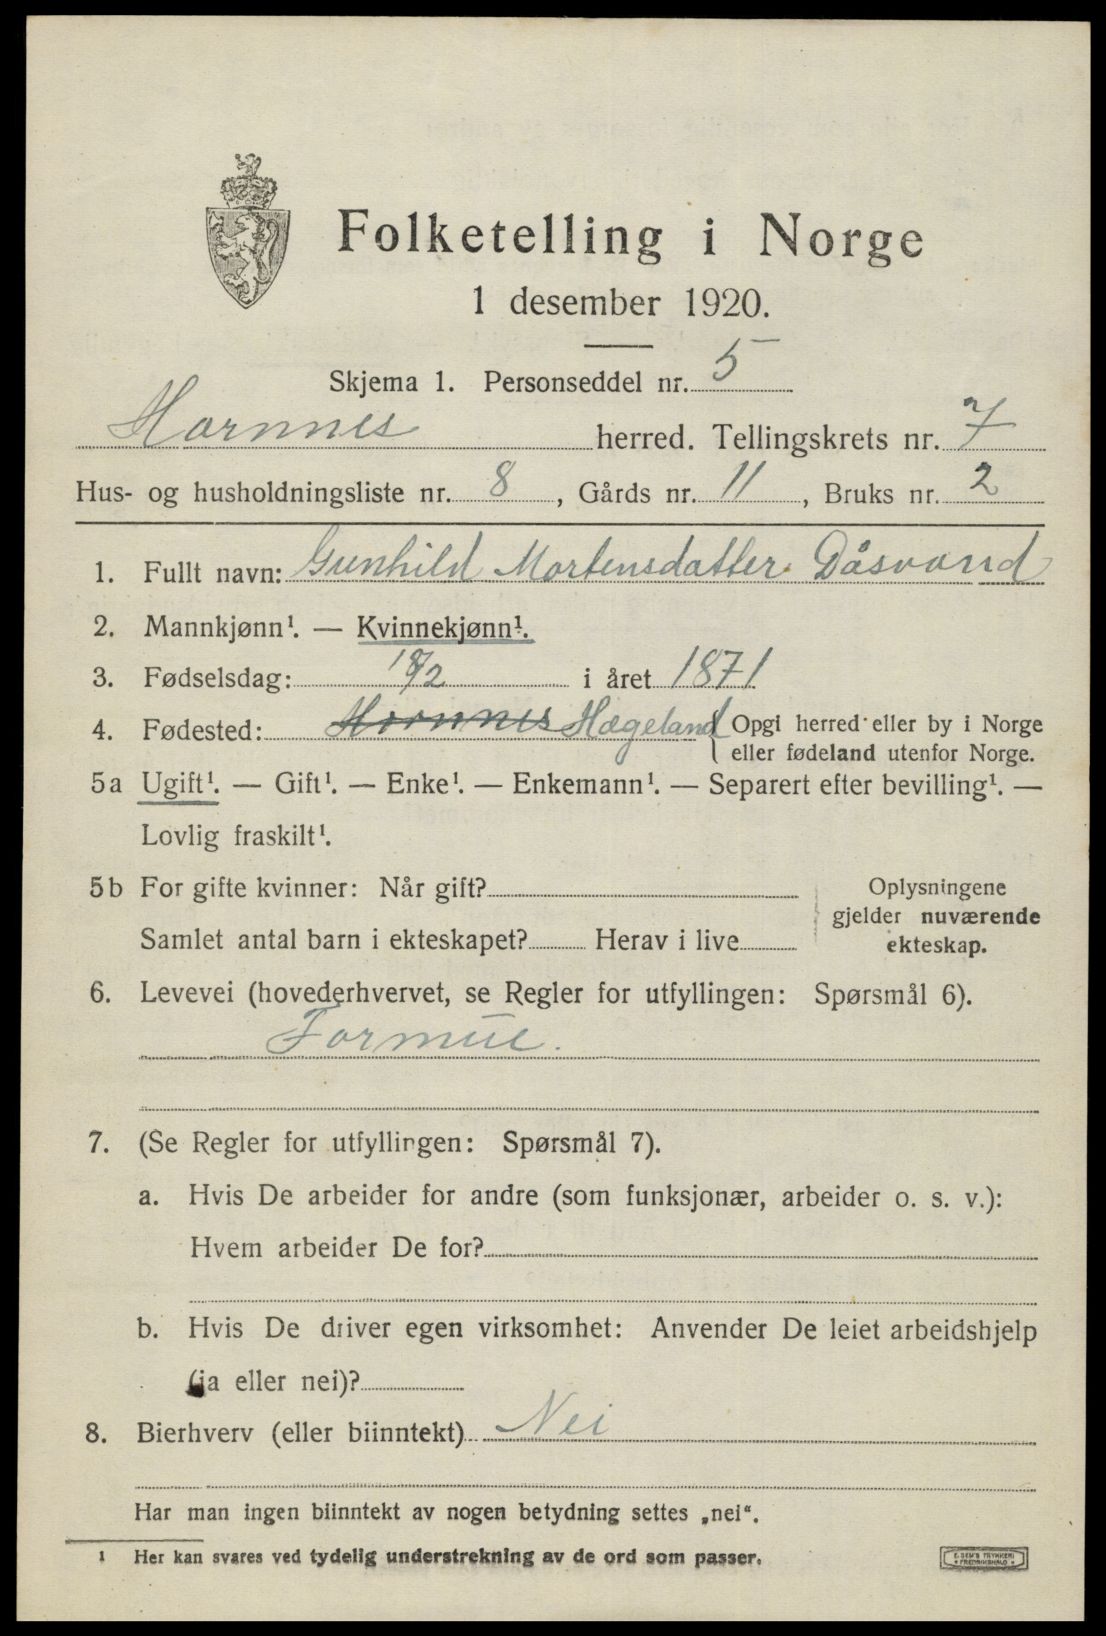 Folketelling i Norge
1 desember 1920.
Skjema 1. Personseddel nr. 5
Hornnes herred. Tellingskrets nr. 7
Hus- og husholdningsliste nr. 8, Gårds nr. 11, Bruks nr. 2
1. Fullt navn: Gunhild Mortensdatter Dåsvand
2. Mannkjønn¹. — Kvinnekjønn¹.
3. Fødselsdag: 18/2 i året 1871
4. Fødested: Hornnes Hægeland { Opgi herred eller by i Norge
eller fødeland utenfor Norge.
5a Ugift¹. — Gift¹. — Enke¹. — Enkemann¹. — Separert efter bevilling¹. —
Lovlig fraskilt¹.
5b For gifte kvinner: Når gift?
Samlet antal barn i ekteskapet? Herav i live
Oplysningene
gjelder nuværende
ekteskap.
6. Levevei (hovederhvervet, se Regler for utfyllingen: Spørsmål 6).
Formue.
7. (Se Regler for utfyllingen: Spørsmål 7).
a. Hvis De arbeider for andre (som funksjonær, arbeider o. s. v.):
Hvem arbeider De for?
b. Hvis De driver egen virksomhet: Anvender De leiet arbeidshjelp
(ja eller nei)?
8. Bierhverv (eller biinntekt) Nei
Har man ingen biinntekt av nogen betydning settes „nei“.
¹ Her kan svares ved tydelig understrekning av de ord som passer.
E. SEM'S TRYKKERI
FREDRIKSHALD